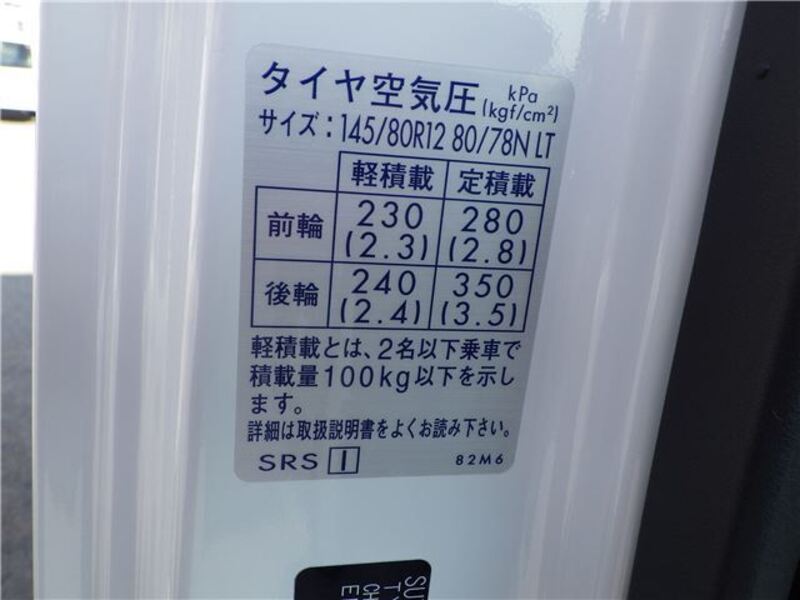 タイヤ空気圧 kPa
(kgf/cm²)
サイズ：145/80R12 80/78N LT
軽積載 定積載
前輪 230 280
(2.3) (2.8)
後輪 240 350
(2.4) (3.5)
軽積載とは、2名以下乗車で
積載量100kg以下を示し
ます。
詳細は取扱説明書をよくお読み下さい。
SRS I 82M6